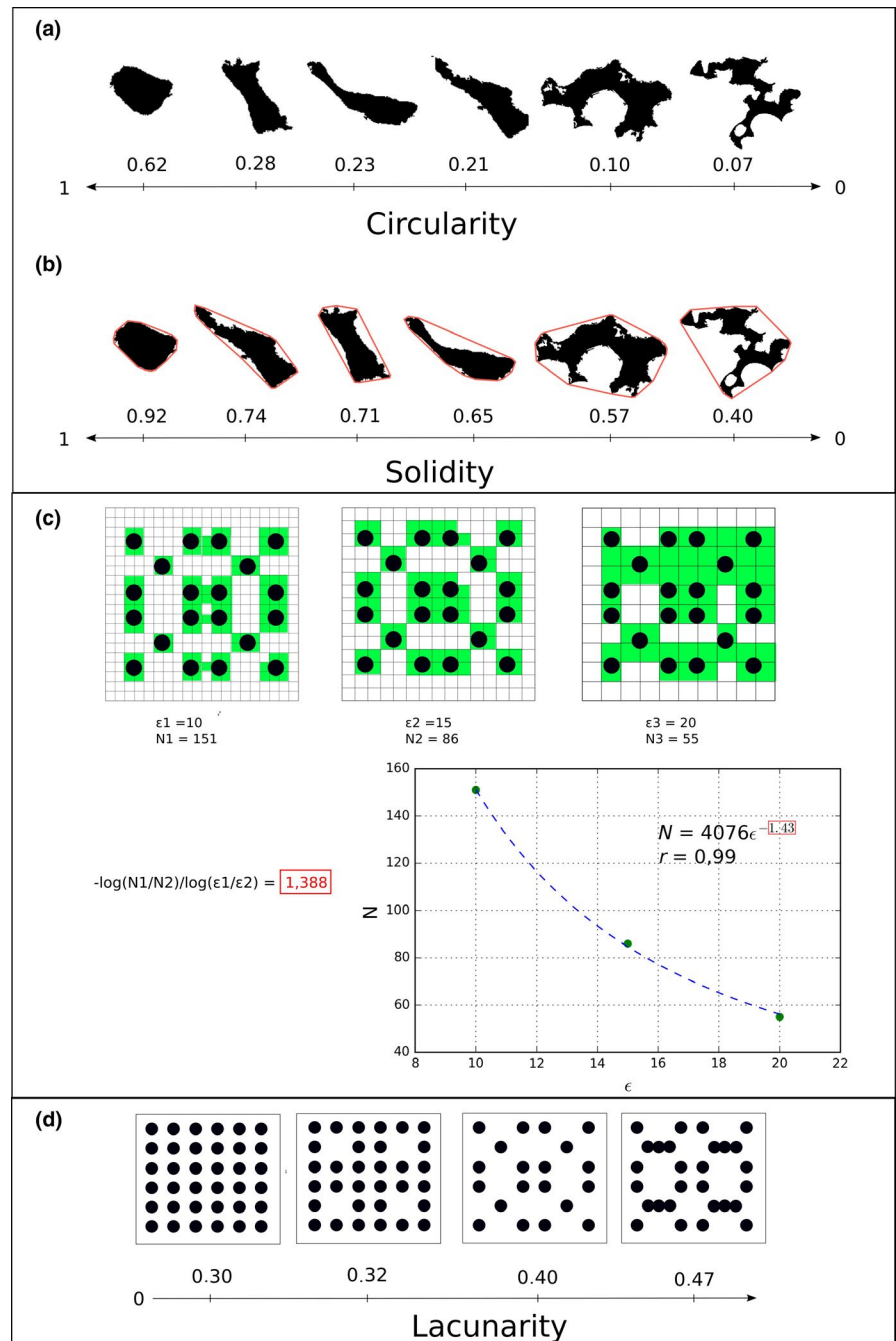 (a)
0.62 0.28 0.23 0.21 0.10 0.07
1 0
Circularity
(b)
0.92 0.74 0.71 0.65 0.57 0.40
1 0
Solidity
(c)
ε1 =10 ε2 =15 ε3 = 20
N1 = 151 N2 = 86 N3 = 55
160
140
120
100
80
60
40
N
N = 4076ϵ^−1.43
r = 0,99
-log(N1/N2)/log(ε1/ε2) = 1,388
8 10 12 14 16 18 20 22
ϵ
(d)
0.30 0.32 0.40 0.47
0
Lacunarity